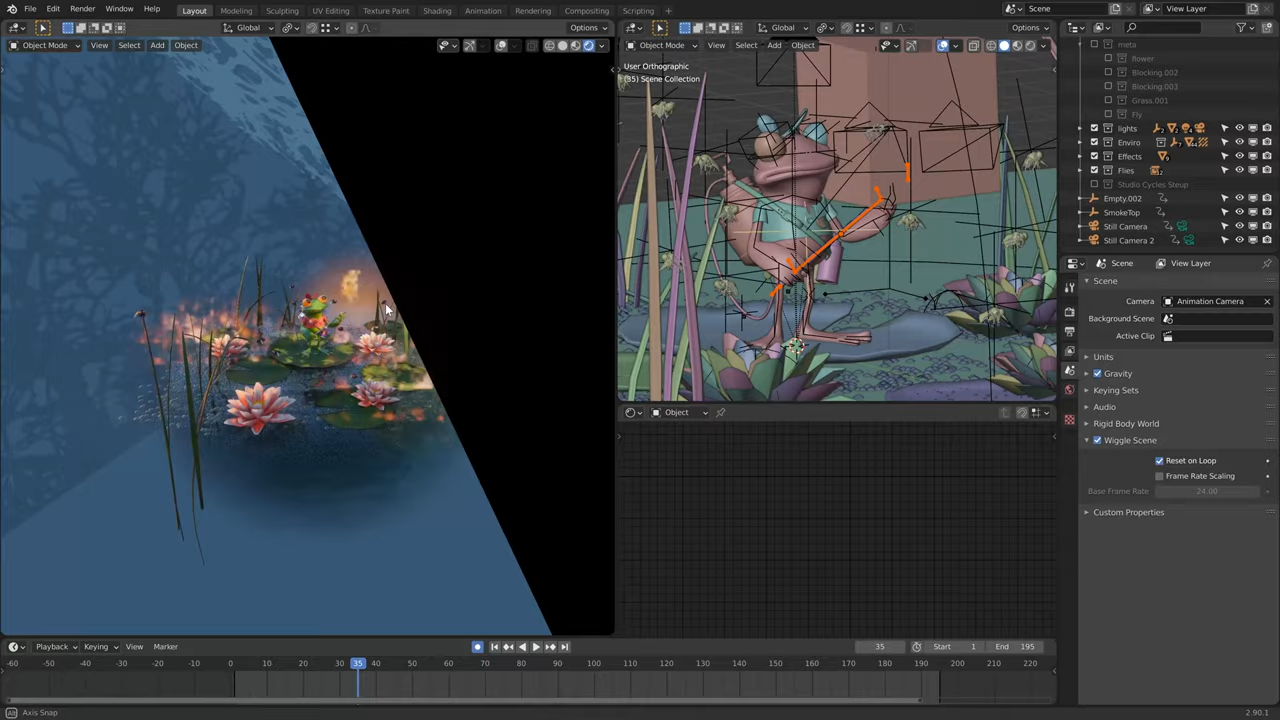 File Edit Render Window Help Layout Modeling Sculpting UV Editing Texture Paint Shading Animation Rendering Compositing Scripting Scene View Layer
Global Options Global Options
Object Mode View Select Add Object Object Mode View Select Add Object
meta
User Orthographic
flower
(35) Scene Collection
Blocking.002
Blocking.003
Grass.001
Fly
lights
Enviro
Effects
Flies
Studio Cycles Steup
Empty.002
SmokeTop
Still Camera
Still Camera 2
Scene View Layer
Scene
Camera Animation Camera
Background Scene
Active Clip
Units
Gravity
Keying Sets
Audio
Object
Rigid Body World
Wiggle Scene
Reset on Loop
Frame Rate Scaling
Base Frame Rate 24.00
Custom Properties
Playback Keying View Marker 35 Start 1 End 195
-60 -50 -40 -30 -20 -10 0 10 20 30 35 40 50 60 70 80 90 100 110 120 130 140 150 160 170 180 190 200 210 220
Axis Snap 2.90.1